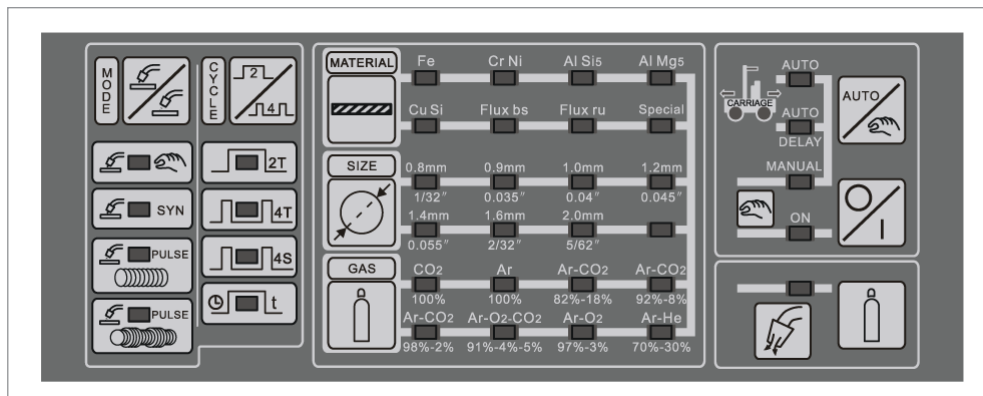 MODE
CYCLE
2
4
2T
SYN
4T
PULSE
4S
PULSE
t
MATERIAL
Fe
Cr Ni
Al Si5
Al Mg5
Cu Si
Flux bs
Flux ru
Special
SIZE
0.8mm
0.9mm
1.0mm
1.2mm
1/32"
0.035"
0.04"
0.045"
1.4mm
1.6mm
2.0mm
0.055"
2/32"
5/62"
GAS
CO2
Ar
Ar-CO2
Ar-CO2
100%
100%
82%-18%
92%-8%
Ar-CO2
Ar-O2-CO2
Ar-O2
Ar-He
98%-2%
91%-4%-5%
97%-3%
70%-30%
CARRIAGE
AUTO
AUTO
DELAY
MANUAL
ON
AUTO
I